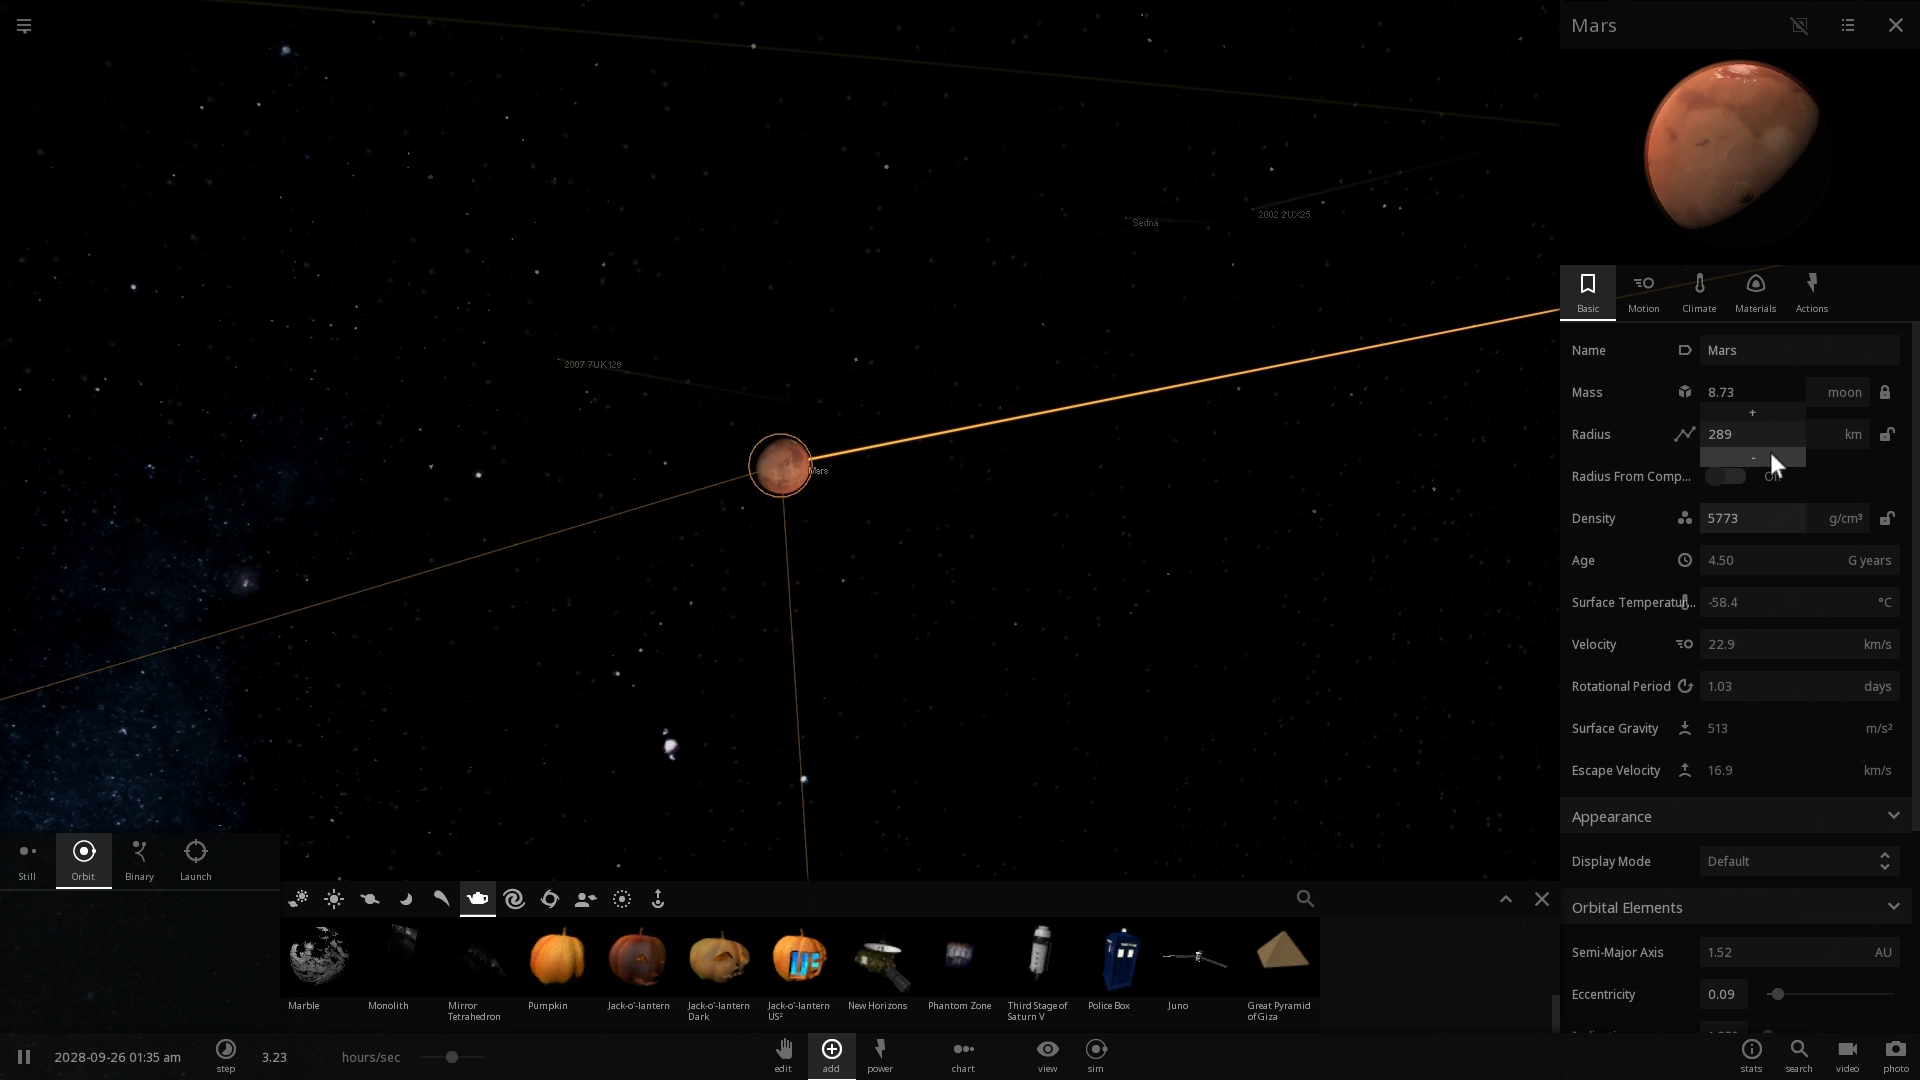 Mars
Sedna
2002 2UX25
2007 7UK126
Mars
Basic
Motion
Climate
Materials
Actions
Name
Mars
Mass
8.73
moon
+
Radius
289
km
-
Radius From Comp...
Off
Density
5773
g/cm³
Age
4.50
G years
Surface Temperatur...
-58.4
°C
Velocity
22.9
km/s
Rotational Period
1.03
days
Surface Gravity
513
m/s²
Escape Velocity
16.9
km/s
Appearance
Display Mode
Default
Orbital Elements
Semi-Major Axis
1.52
AU
Eccentricity
0.09
Still
Orbit
Binary
Launch
Marble
Monolith
Mirror
Tetrahedron
Pumpkin
Jack-o'-lantern
Jack-o'-lantern
Dark
Jack-o'-lantern
US²
New Horizons
Phantom Zone
Third Stage of
Saturn V
Police Box
Juno
Great Pyramid
of Giza
2028-09-26 01:35 am
step
3.23
hours/sec
edit
add
power
chart
view
sim
stats
search
video
photo